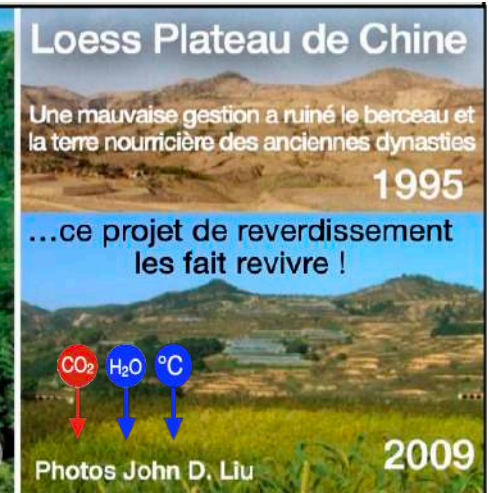 Loess Plateau de Chine
Une mauvaise gestion a ruiné le berceau et
la terre nourricière des anciennes dynasties
1995
...ce projet de reverdissement
les fait revivre !
CO₂ H₂O °C
2009
Photos John D. Liu